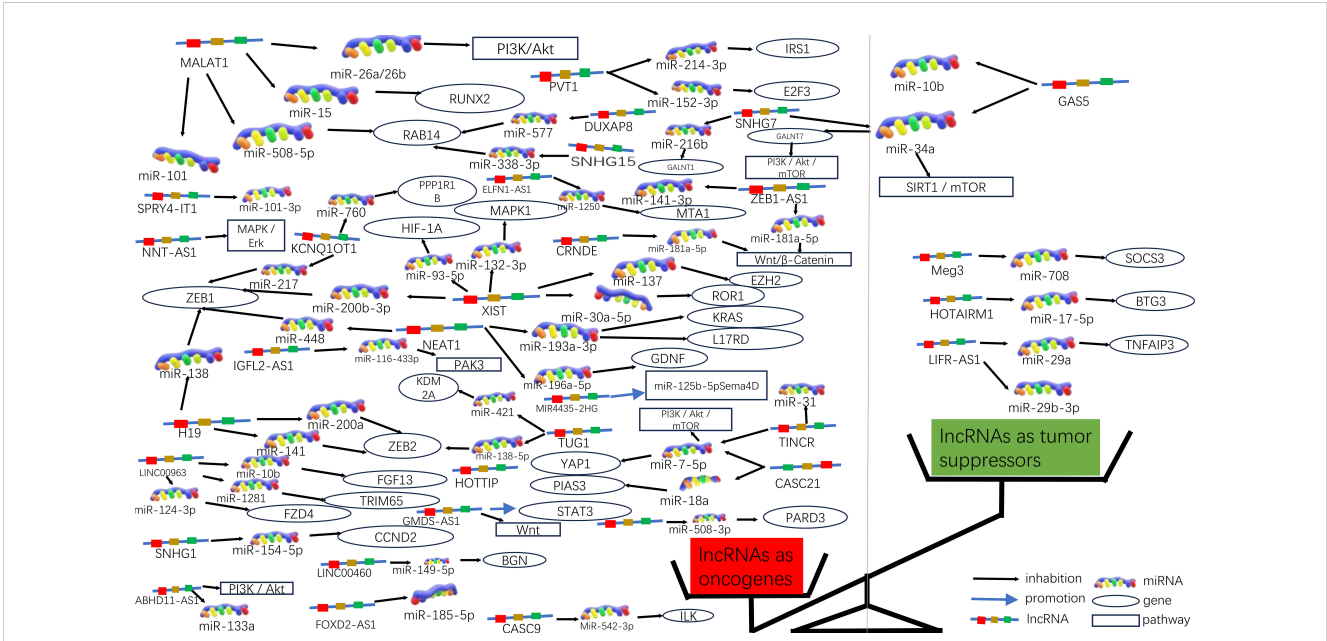 MALAT1
miR-26a/26b
PI3K/Akt
miR-15
RUNX2
miR-508-5p
RAB14
miR-101
PVT1
miR-214-3p
IRS1
miR-152-3p
E2F3
miR-577
DUXAP8
miR-338-3p
SNHG15
SNHG7
miR-216b
GALNT1
GALNT7
PI3K / Akt /
mTOR
miR-10b
GAS5
miR-34a
SIRT1 / mTOR
SPRY4-IT1
miR-101-3p
miR-760
PPP1R1
B
ELFN1-AS1
miR-1250
MTA1
miR-141-3p
ZEB1-AS1
miR-181a-5p
NNT-AS1
MAPK /
Erk
KCNQ1OT1
miR-217
HIF-1A
MAPK1
miR-93-5p
miR-132-3p
CRNDE
miR-181a-5p
Wnt/β-Catenin
ZEB1
miR-200b-3p
XIST
miR-137
EZH2
miR-30a-5p
ROR1
miR-448
NEAT1
miR-193a-3p
KRAS
L17RD
miR-138
IGFL2-AS1
miR-116-433p
PAK3
miR-196a-5p
GDNF
MIR4435-2HG
miR-125b-5pSema4D
KDM
2A
miR-421
H19
miR-200a
miR-141
ZEB2
miR-138-5p
TUG1
PI3K / Akt /
mTOR
miR-31
TINCR
miR-7-5p
YAP1
CASC21
miR-18a
PIAS3
LINC00963
miR-10b
FGF13
miR-1281
TRIM65
miR-124-3p
FZD4
HOTTIP
GMDS-AS1
STAT3
Wnt
miR-508-3p
PARD3
SNHG1
miR-154-5p
CCND2
LINC00460
miR-149-5p
BGN
ABHD11-AS1
PI3K / Akt
miR-133a
FOXD2-AS1
miR-185-5p
CASC9
MiR-542-3p
ILK
Meg3
miR-708
SOCS3
HOTAIRM1
miR-17-5p
BTG3
LIFR-AS1
miR-29a
TNFAIP3
miR-29b-3p
lncRNAs as tumor
suppressors
lncRNAs as
oncogenes
inhabition
miRNA
promotion
gene
lncRNA
pathway